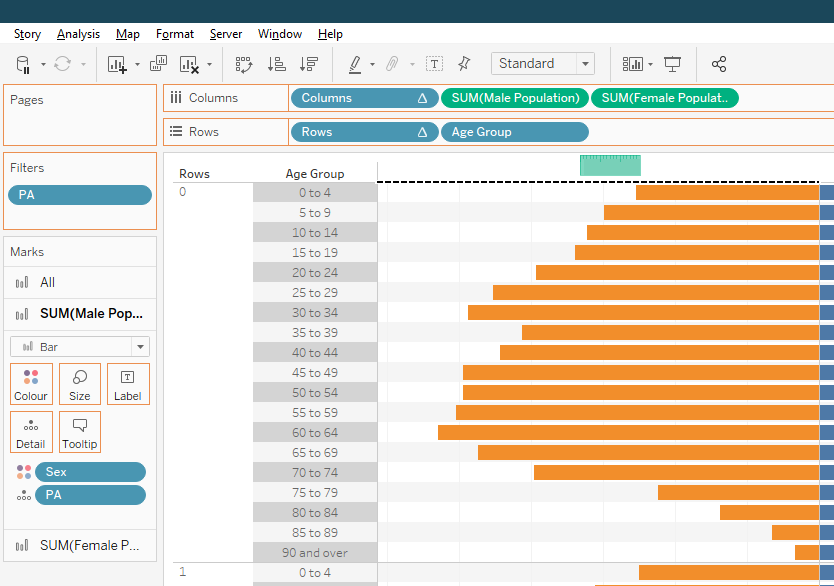 Story Analysis Map Format Server Window Help
Standard
Pages
Columns Columns SUM(Male Population) SUM(Female Populat..
Rows Rows Age Group
Filters
PA
Marks
All
SUM(Male Pop...
Bar
Colour Size Label
Detail Tooltip
Sex
PA
SUM(Female P...
Rows Age Group
0 0 to 4
5 to 9
10 to 14
15 to 19
20 to 24
25 to 29
30 to 34
35 to 39
40 to 44
45 to 49
50 to 54
55 to 59
60 to 64
65 to 69
70 to 74
75 to 79
80 to 84
85 to 89
90 and over
1 0 to 4